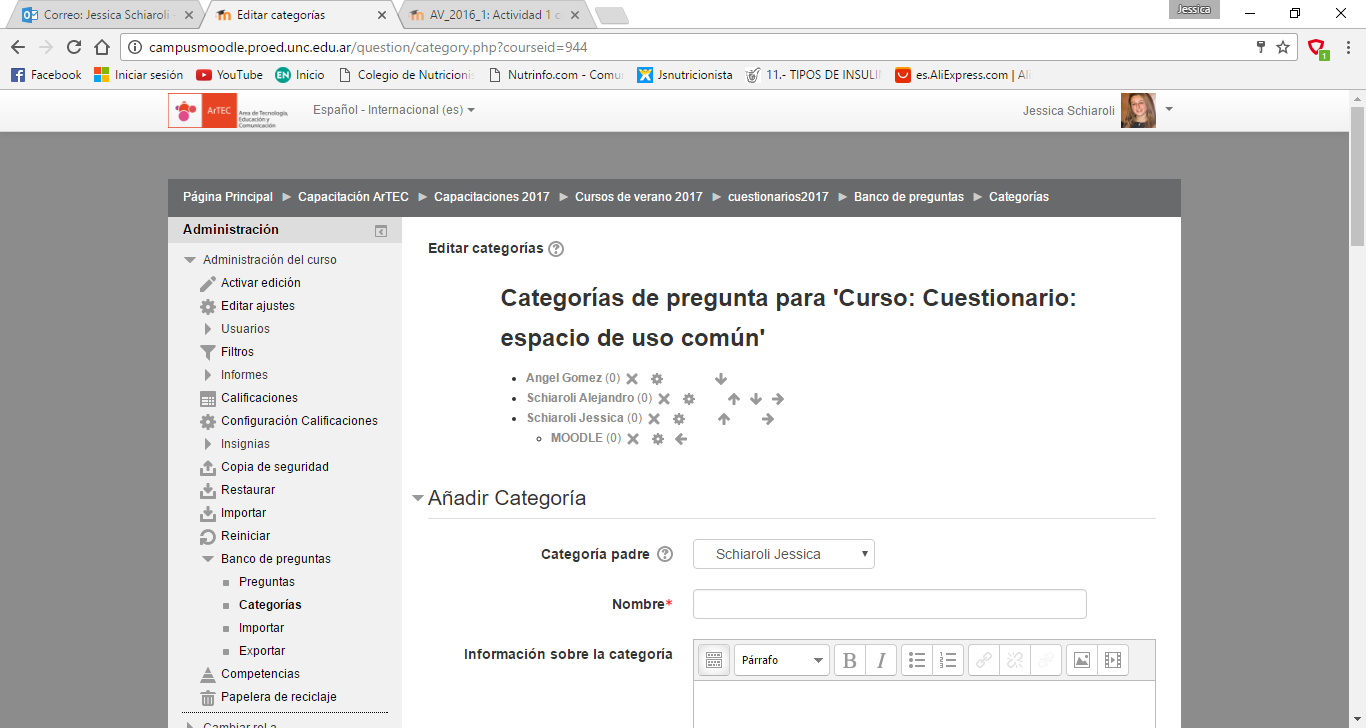 Correo: Jessica Schiaroli
Editar categorías
AV_2016_1: Actividad 1
Jessica
campusmoodle.proed.unc.edu.ar/question/category.php?courseid=944
Facebook
Iniciar sesión
YouTube
EN Inicio
Colegio de Nutricionis
Nutrinfo.com - Comu
Jsnutricionista
11.- TIPOS DE INSULI
es.AliExpress.com | Ali
ArTEC Area de Tecnología, Educación y Comunicación
Español - Internacional (es)
Jessica Schiaroli
Página Principal ► Capacitación ArTEC ► Capacitaciones 2017 ► Cursos de verano 2017 ► cuestionarios2017 ► Banco de preguntas ► Categorías
Administración
Administración del curso
Activar edición
Editar ajustes
Usuarios
Filtros
Informes
Calificaciones
Configuración Calificaciones
Insignias
Copia de seguridad
Restaurar
Importar
Reiniciar
Banco de preguntas
Preguntas
Categorías
Importar
Exportar
Competencias
Papelera de reciclaje
Cambiar rol a
Editar categorías
Categorías de pregunta para 'Curso: Cuestionario:
espacio de uso común'
Angel Gomez (0)
Schiaroli Alejandro (0)
Schiaroli Jessica (0)
MOODLE (0)
Añadir Categoría
Categoría padre
Schiaroli Jessica
Nombre*
Información sobre la categoría
Párrafo
B I